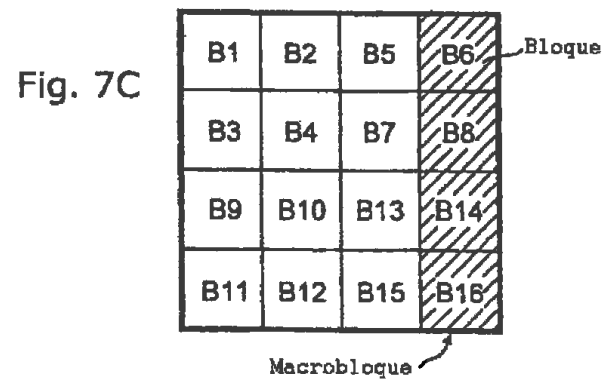 Fig. 7C
B1 B2 B5 B6
Bloque
B3 B4 B7 B8
B9 B10 B13 B14
B11 B12 B15 B16
Macrobloque